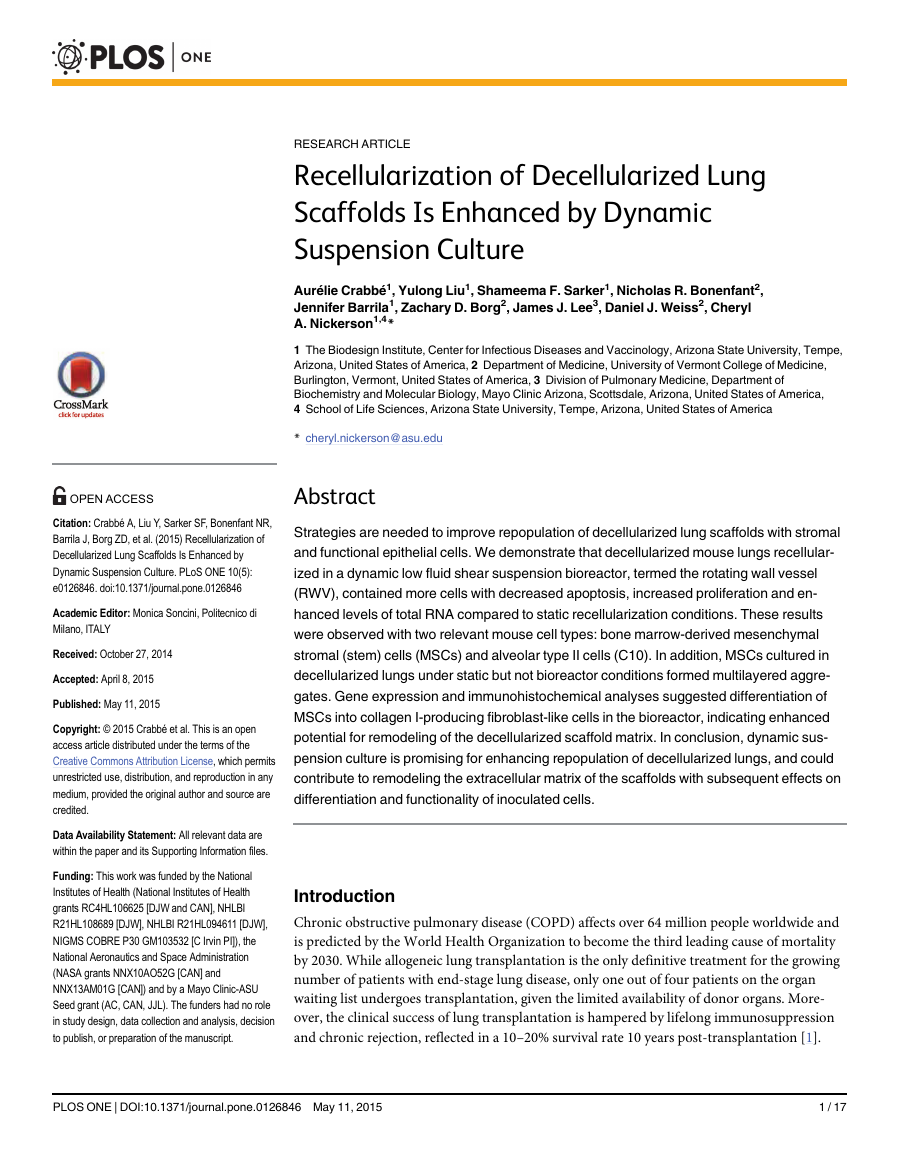 PLOS | ONE
RESEARCH ARTICLE
Recellularization of Decellularized Lung
Scaffolds Is Enhanced by Dynamic
Suspension Culture
Aurélie Crabbé1, Yulong Liu1, Shameema F. Sarker1, Nicholas R. Bonenfant2,
Jennifer Barrila1, Zachary D. Borg2, James J. Lee3, Daniel J. Weiss2, Cheryl
A. Nickerson1,4*
1 The Biodesign Institute, Center for Infectious Diseases and Vaccinology, Arizona State University, Tempe,
Arizona, United States of America, 2 Department of Medicine, University of Vermont College of Medicine,
Burlington, Vermont, United States of America, 3 Division of Pulmonary Medicine, Department of
Biochemistry and Molecular Biology, Mayo Clinic Arizona, Scottsdale, Arizona, United States of America,
4 School of Life Sciences, Arizona State University, Tempe, Arizona, United States of America
* cheryl.nickerson@asu.edu
CrossMark
click for updates
OPEN ACCESS
Citation: Crabbé A, Liu Y, Sarker SF, Bonenfant NR,
Barrila J, Borg ZD, et al. (2015) Recellularization of
Decellularized Lung Scaffolds Is Enhanced by
Dynamic Suspension Culture. PLoS ONE 10(5):
e0126846. doi:10.1371/journal.pone.0126846
Academic Editor: Monica Soncini, Politecnico di
Milano, ITALY
Received: October 27, 2014
Accepted: April 8, 2015
Published: May 11, 2015
Copyright: © 2015 Crabbé et al. This is an open
access article distributed under the terms of the
Creative Commons Attribution License, which permits
unrestricted use, distribution, and reproduction in any
medium, provided the original author and source are
credited.
Data Availability Statement: All relevant data are
within the paper and its Supporting Information files.
Funding: This work was funded by the National
Institutes of Health (National Institutes of Health
grants RC4HL106625 [DJW and CAN], NHLBI
R21HL108689 [DJW], NHLBI R21HL094611 [DJW],
NIGMS COBRE P30 GM103532 [C Irvin PI]), the
National Aeronautics and Space Administration
(NASA grants NNX10AO52G [CAN] and
NNX13AM01G [CAN]) and by a Mayo Clinic-ASU
Seed grant (AC, CAN, JJL). The funders had no role
in study design, data collection and analysis, decision
to publish, or preparation of the manuscript.
Abstract
Strategies are needed to improve repopulation of decellularized lung scaffolds with stromal
and functional epithelial cells. We demonstrate that decellularized mouse lungs recellular-
ized in a dynamic low fluid shear suspension bioreactor, termed the rotating wall vessel
(RWV), contained more cells with decreased apoptosis, increased proliferation and en-
hanced levels of total RNA compared to static recellularization conditions. These results
were observed with two relevant mouse cell types: bone marrow-derived mesenchymal
stromal (stem) cells (MSCs) and alveolar type II cells (C10). In addition, MSCs cultured in
decellularized lungs under static but not bioreactor conditions formed multilayered aggre-
gates. Gene expression and immunohistochemical analyses suggested differentiation of
MSCs into collagen I-producing fibroblast-like cells in the bioreactor, indicating enhanced
potential for remodeling of the decellularized scaffold matrix. In conclusion, dynamic sus-
pension culture is promising for enhancing repopulation of decellularized lungs, and could
contribute to remodeling the extracellular matrix of the scaffolds with subsequent effects on
differentiation and functionality of inoculated cells.
Introduction
Chronic obstructive pulmonary disease (COPD) affects over 64 million people worldwide and
is predicted by the World Health Organization to become the third leading cause of mortality
by 2030. While allogeneic lung transplantation is the only definitive treatment for the growing
number of patients with end-stage lung disease, only one out of four patients on the organ
waiting list undergoes transplantation, given the limited availability of donor organs. More-
over, the clinical success of lung transplantation is hampered by lifelong immunosuppression
and chronic rejection, reflected in a 10–20% survival rate 10 years post-transplantation [1].
PLOS ONE | DOI:10.1371/journal.pone.0126846 May 11, 2015
1 / 17